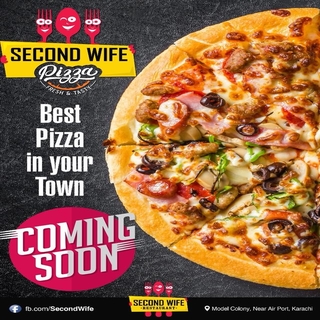 SECOND WIFE
Pizza
FRESH & TASTY
Best
Pizza
in your
Town
COMING
SOON
fb.com/SecondWife
SECOND WIFE
RESTAURANT
Model Colony, Near Air Port, Karachi